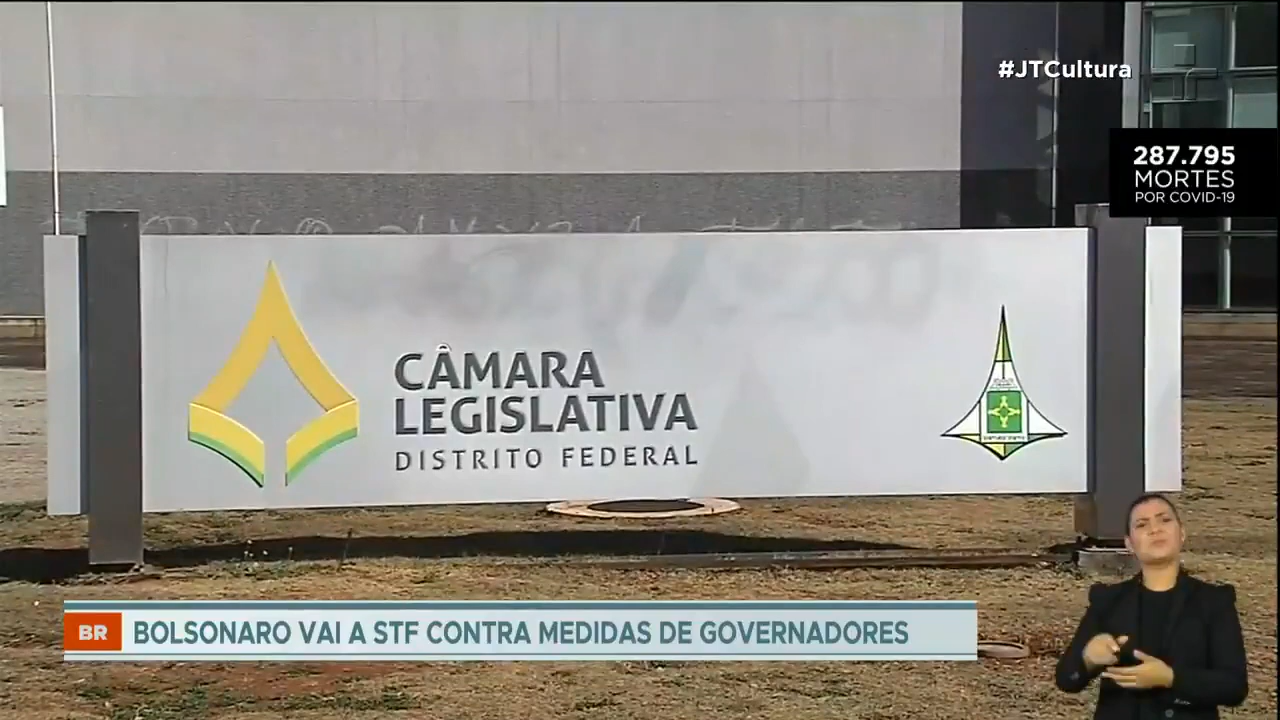 #JTCultura
287.795
MORTES
POR COVID-19
CÂMARA
LEGISLATIVA
DISTRITO FEDERAL
BR
BOLSONARO VAI A STF CONTRA MEDIDAS DE GOVERNADORES